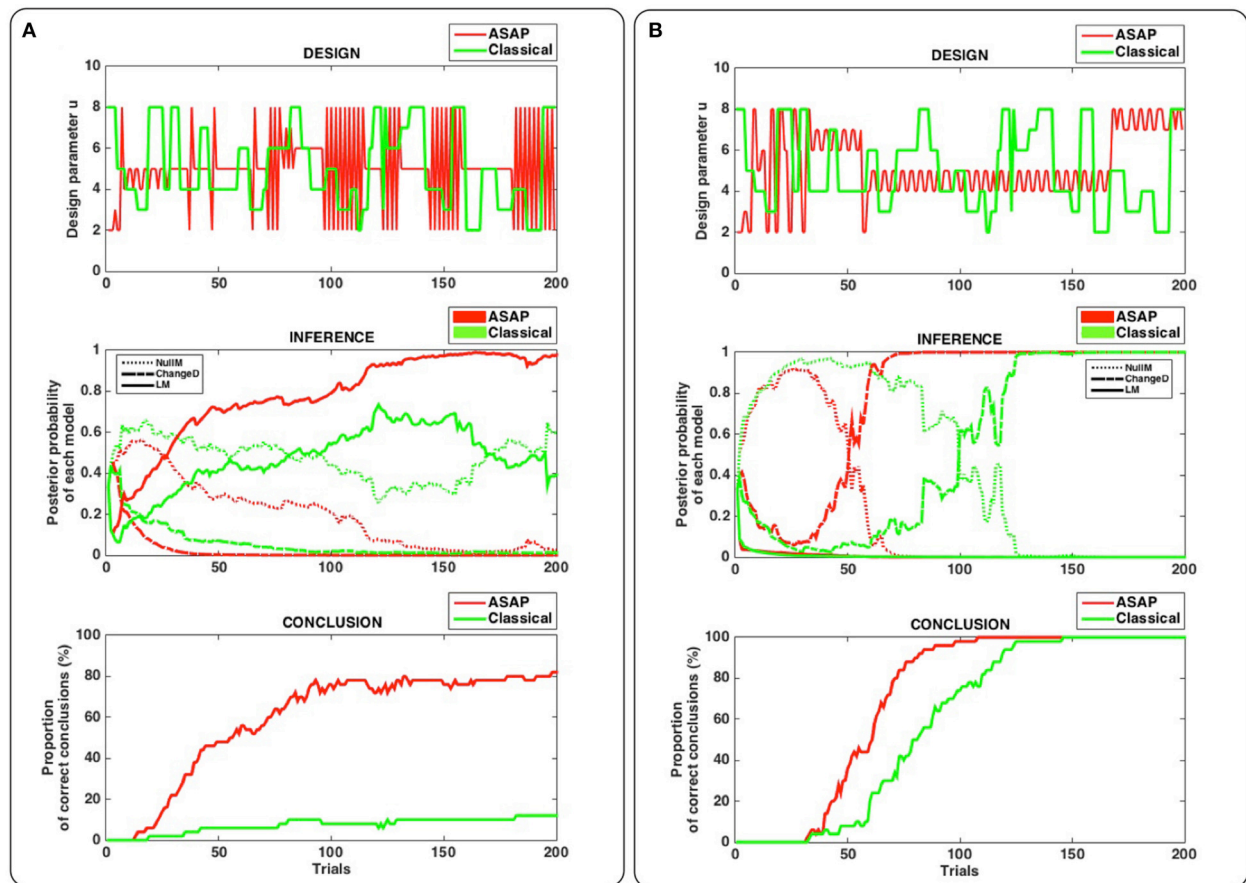 A
ASAP
Classical
DESIGN
Design parameter u
10
8
6
4
2
0
0 50 100 150 200
ASAP
Classical
INFERENCE
NullM
ChangeD
LM
Posterior probability
of each model
1
0.8
0.6
0.4
0.2
0
0 50 100 150 200
ASAP
Classical
CONCLUSION
Proportion
of correct conclusions (%)
100
80
60
40
20
0
0 50 100 150 200
Trials
B
ASAP
Classical
DESIGN
Design parameter u
10
8
6
4
2
0
0 50 100 150 200
ASAP
Classical
INFERENCE
NullM
ChangeD
LM
Posterior probability
of each model
1
0.8
0.6
0.4
0.2
0
0 50 100 150 200
ASAP
Classical
CONCLUSION
Proportion
of correct conclusions (%)
100
80
60
40
20
0
0 50 100 150 200
Trials